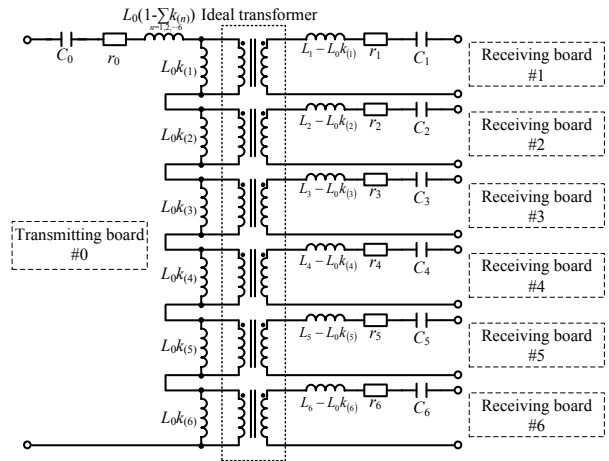 L₀(1-∑k₍ₙ₎) Ideal transformer
n=1,2,···6
C₀ r₀ L₀k₍₁₎ L₁ − L₀k₍₁₎ r₁ C₁ Receiving board #1
L₀k₍₂₎ L₂ − L₀k₍₂₎ r₂ C₂ Receiving board #2
L₀k₍₃₎ L₃ − L₀k₍₃₎ r₃ C₃ Receiving board #3
Transmitting board #0
L₀k₍₄₎ L₄ − L₀k₍₄₎ r₄ C₄ Receiving board #4
L₀k₍₅₎ L₅ − L₀k₍₅₎ r₅ C₅ Receiving board #5
L₀k₍₆₎ L₆ − L₀k₍₆₎ r₆ C₆ Receiving board #6